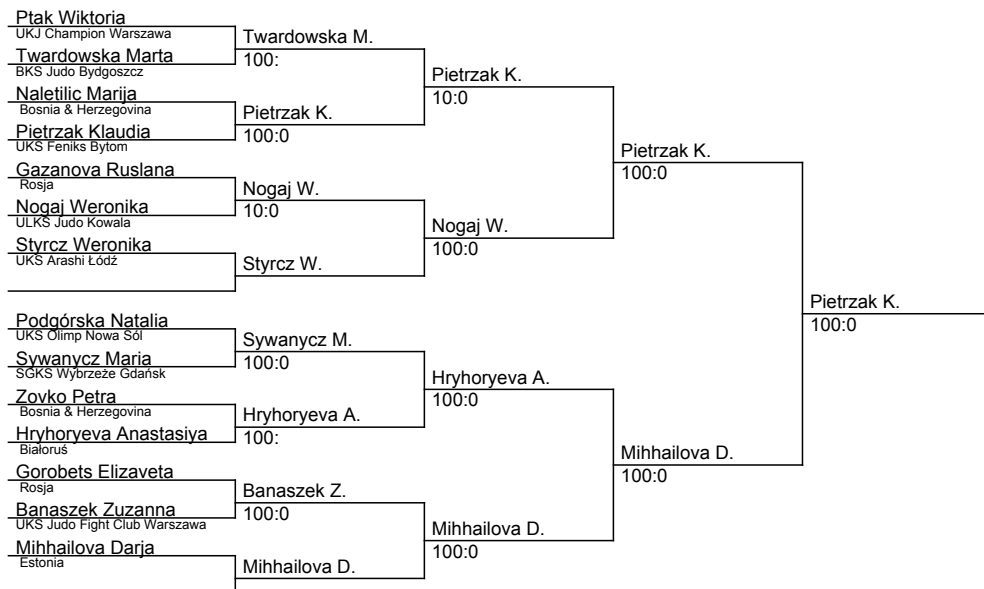 Ptak Wiktoria
UKJ Champion Warszawa
Twardowska Marta
BKS Judo Bydgoszcz
Naletilic Marija
Bosnia & Herzegovina
Pietrzak Klaudia
UKS Feniks Bytom
Gazanova Ruslana
Rosja
Nogaj Weronika
ULKS Judo Kowala
Styrcz Weronika
UKS Arashi Łódź
Podgórska Natalia
UKS Olimp Nowa Sól
Sywanycz Maria
SGKS Wybrzeże Gdańsk
Zovko Petra
Bosnia & Herzegovina
Hryhoryeva Anastasiya
Białoruś
Gorobets Elizaveta
Rosja
Banaszek Zuzanna
UKS Judo Fight Club Warszawa
Mihhailova Darja
Estonia
Twardowska M.
100:
Pietrzak K.
100:0
Nogaj W.
10:0
Styrcz W.
Sywanycz M.
100:0
Hryhoryeva A.
100:
Banaszek Z.
100:0
Mihhailova D.
Pietrzak K.
10:0
Nogaj W.
100:0
Hryhoryeva A.
100:0
Mihhailova D.
100:0
Pietrzak K.
100:0
Mihhailova D.
100:0
Pietrzak K.
100:0